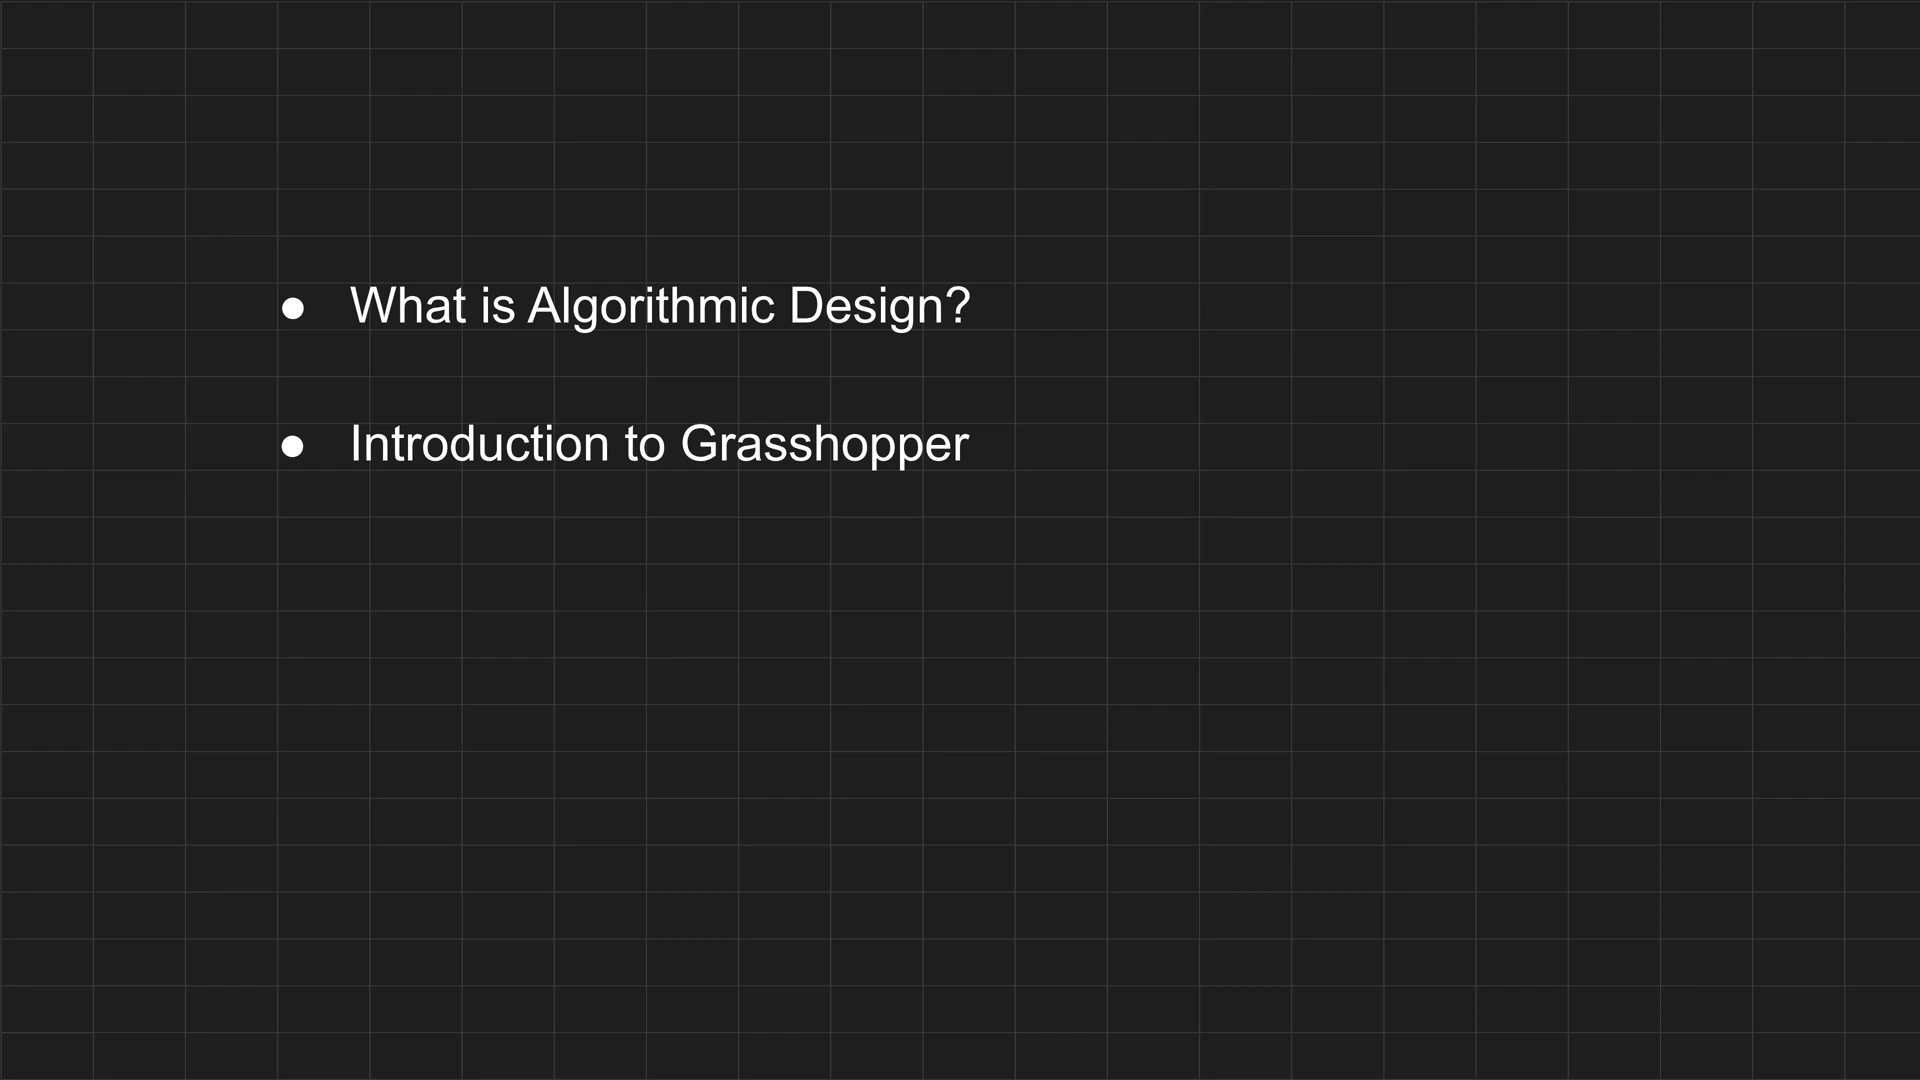 ● What is Algorithmic Design?
● Introduction to Grasshopper